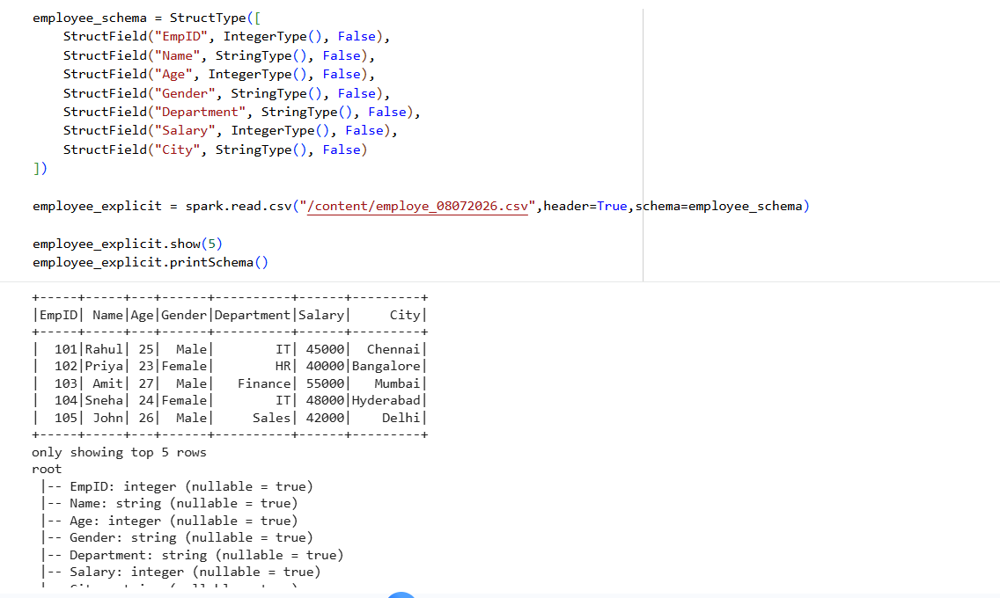 employee_schema = StructType([
    StructField("EmpID", IntegerType(), False),
    StructField("Name", StringType(), False),
    StructField("Age", IntegerType(), False),
    StructField("Gender", StringType(), False),
    StructField("Department", StringType(), False),
    StructField("Salary", IntegerType(), False),
    StructField("City", StringType(), False)
])
employee_explicit = spark.read.csv("/content/employe_08072026.csv",header=True,schema=employee_schema)
employee_explicit.show(5)
employee_explicit.printSchema()
+-----+-----+---+------+----------+------+---------+
|EmpID| Name|Age|Gender|Department|Salary|     City|
+-----+-----+---+------+----------+------+---------+
|  101|Rahul| 25|  Male|        IT| 45000|  Chennai|
|  102|Priya| 23|Female|        HR| 40000|Bangalore|
|  103| Amit| 27|  Male|   Finance| 55000|   Mumbai|
|  104|Sneha| 24|Female|        IT| 48000|Hyderabad|
|  105| John| 26|  Male|     Sales| 42000|    Delhi|
+-----+-----+---+------+----------+------+---------+
only showing top 5 rows
root
 |-- EmpID: integer (nullable = true)
 |-- Name: string (nullable = true)
 |-- Age: integer (nullable = true)
 |-- Gender: string (nullable = true)
 |-- Department: string (nullable = true)
 |-- Salary: integer (nullable = true)